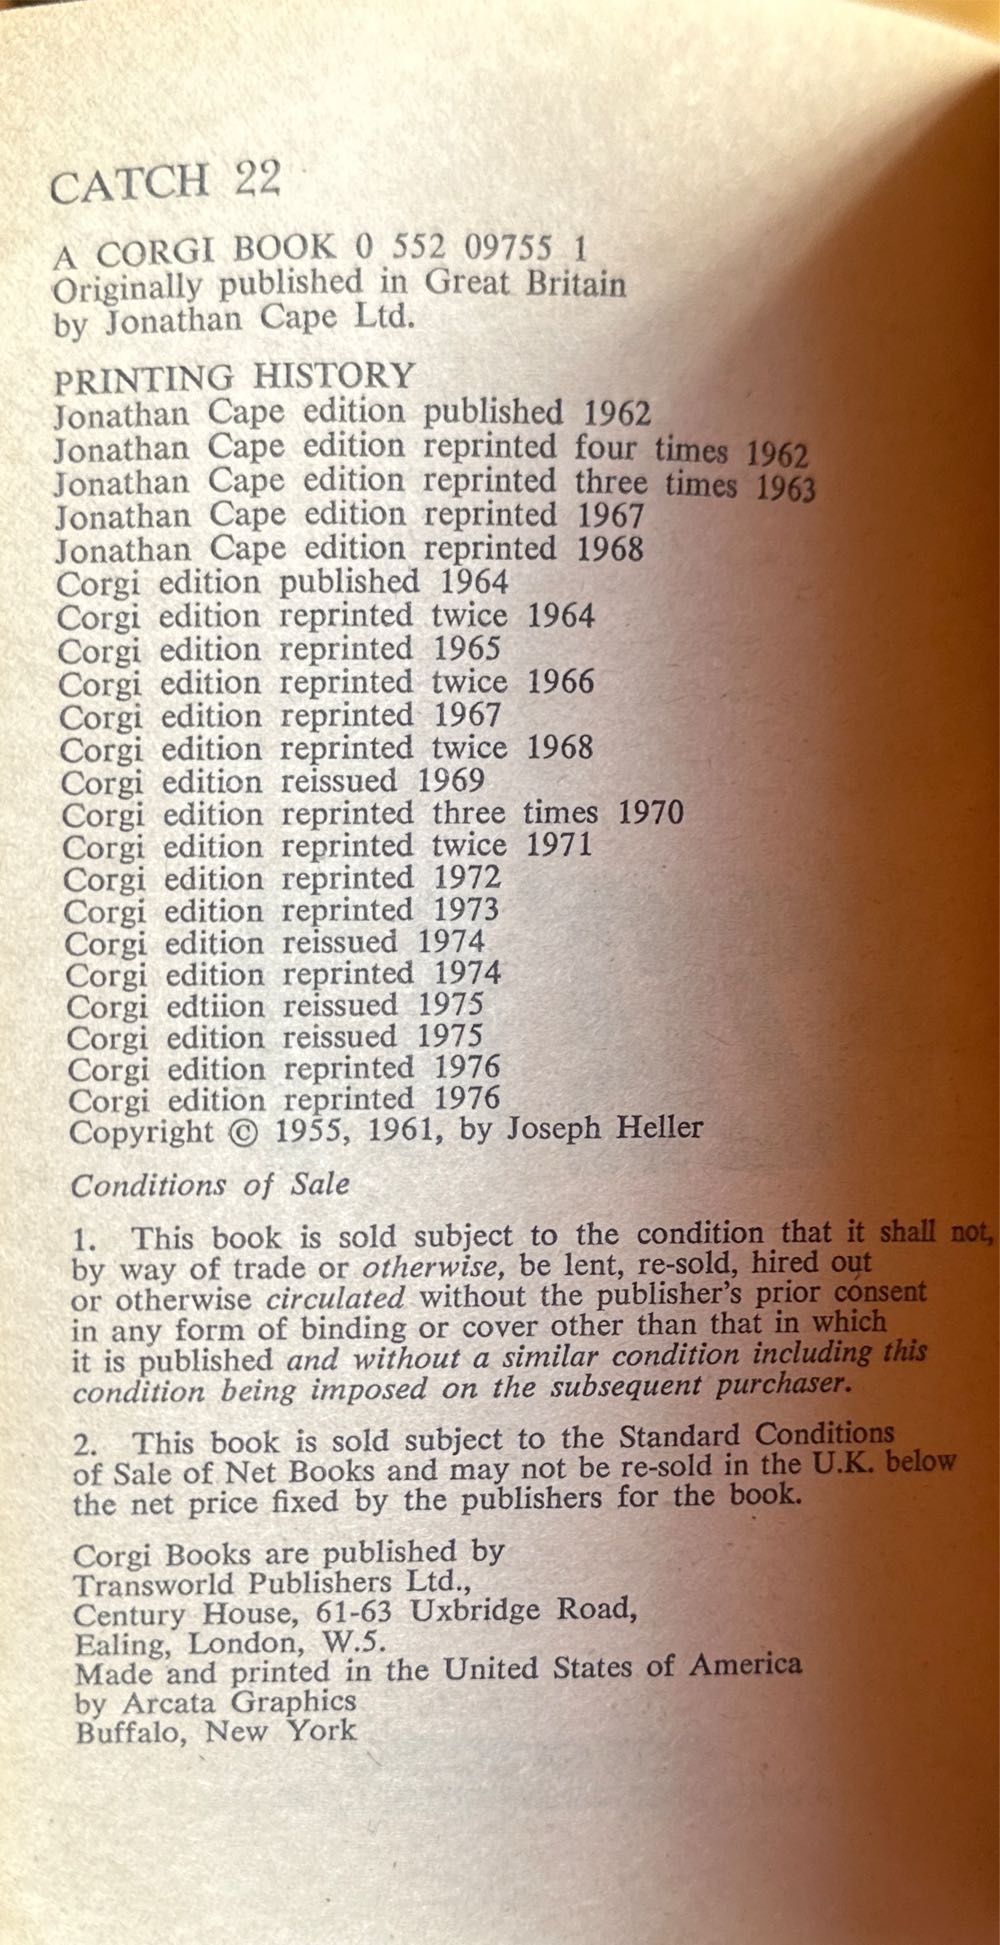 CATCH 22
A CORGI BOOK 0 552 09755 1
Originally published in Great Britain
by Jonathan Cape Ltd.
PRINTING HISTORY
Jonathan Cape edition published 1962
Jonathan Cape edition reprinted four times 1962
Jonathan Cape edition reprinted three times 1963
Jonathan Cape edition reprinted 1967
Jonathan Cape edition reprinted 1968
Corgi edition published 1964
Corgi edition reprinted twice 1964
Corgi edition reprinted 1965
Corgi edition reprinted twice 1966
Corgi edition reprinted 1967
Corgi edition reprinted twice 1968
Corgi edition reissued 1969
Corgi edition reprinted three times 1970
Corgi edition reprinted twice 1971
Corgi edition reprinted 1972
Corgi edition reprinted 1973
Corgi edition reissued 1974
Corgi edition reprinted 1974
Corgi edtiion reissued 1975
Corgi edition reissued 1975
Corgi edition reprinted 1976
Corgi edition reprinted 1976
Copyright © 1955, 1961, by Joseph Heller
Conditions of Sale
1. This book is sold subject to the condition that it shall not,
by way of trade or otherwise, be lent, re-sold, hired out
or otherwise circulated without the publisher's prior consent
in any form of binding or cover other than that in which
it is published and without a similar condition including this
condition being imposed on the subsequent purchaser.
2. This book is sold subject to the Standard Conditions
of Sale of Net Books and may not be re-sold in the U.K. below
the net price fixed by the publishers for the book.
Corgi Books are published by
Transworld Publishers Ltd.,
Century House, 61-63 Uxbridge Road,
Ealing, London, W.5.
Made and printed in the United States of America
by Arcata Graphics
Buffalo, New York